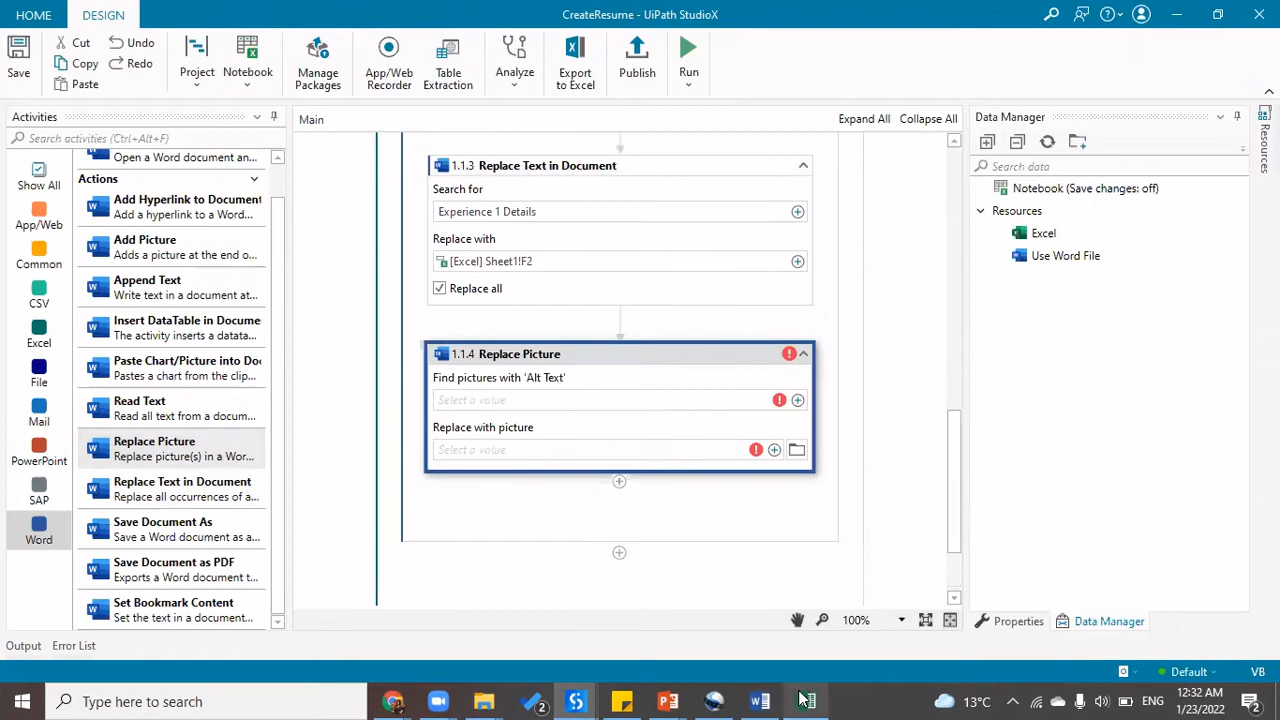 HOME DESIGN CreateResume - UiPath StudioX
Save Cut Copy Paste Undo Redo Project Notebook Manage Packages App/Web Recorder Table Extraction Analyze Export to Excel Publish Run
Activities
Search activities (Ctrl+Alt+F)
Show All
App/Web
Common
CSV
Excel
File
Mail
PowerPoint
SAP
Word
Open a Word document an...
Actions
Add Hyperlink to Document
Add a hyperlink to a Word...
Add Picture
Adds a picture at the end o...
Append Text
Write text in a document at...
Insert DataTable in Docume
The activity inserts a datata...
Paste Chart/Picture into Doc
Pastes a chart from the clip...
Read Text
Read all text from a docum...
Replace Picture
Replace picture(s) in a Wor...
Replace Text in Document
Replace all occurrences of a...
Save Document As
Save a Word document as a...
Save Document as PDF
Exports a Word document t...
Set Bookmark Content
Set the text in a document...
Main Expand All Collapse All
1.1.3 Replace Text in Document
Search for
Experience 1 Details
Replace with
[Excel] Sheet1!F2
Replace all
1.1.4 Replace Picture
Find pictures with 'Alt Text'
Select a value
Replace with picture
Select a value
100%
Data Manager
Search data
Notebook (Save changes: off)
Resources
Excel
Use Word File
Properties Data Manager
Resources
Output Error List
Default VB
Type here to search 2 13°C ENG 12:32 AM
1/23/2022 2